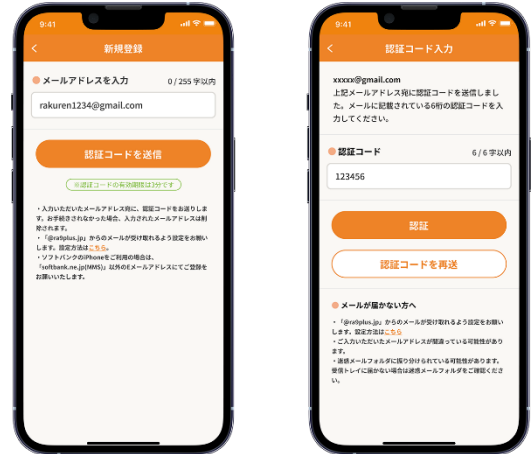 9:41
新規登録
メールアドレスを入力
0 / 255 字以内
rakuren1234@gmail.com
認証コードを送信
※認証コードの有効期限は2分です
・入力いただいたメールアドレス宛に、認証コードをお送りしま
す。お手続きされなかった場合、入力されたメールアドレスは削
除されます。
・「@ra9plus.jp」からのメールが受け取れるよう設定をお願い
します。設定方法はこちら。
・ソフトバンクのiPhoneをご利用の場合は、
「softbank.ne.jp(MMS)」以外のEメールアドレスにてご登録を
お願いいたします。
9:41
認証コード入力
xxxxx@gmail.com
上記メールアドレス宛に認証コードを送信しまし
た。メールに記載されている6桁の認証コードを入
力してください。
認証コード
6 / 6 字以内
123456
認証
認証コードを再送
メールが届かない方へ
・「@ra9plus.jp」からのメールが受け取れるよう設定をお願い
します。設定方法はこちら
・ご入力いただいたメールアドレスが間違っている可能性があり
ます。
・迷惑メールフォルダに振り分けられている可能性があります。
受信トレイに届かない場合は迷惑メールフォルダをご確認くださ
い。